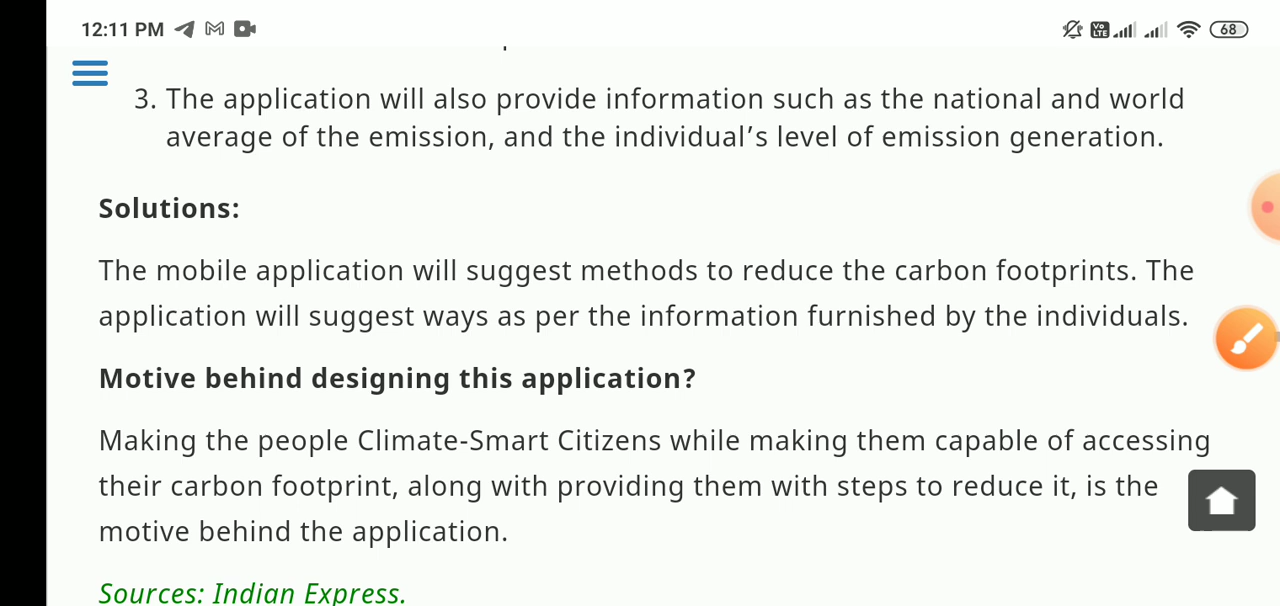 12:11 PM
Vo LTE
68
3. The application will also provide information such as the national and world
average of the emission, and the individual’s level of emission generation.
Solutions:
The mobile application will suggest methods to reduce the carbon footprints. The
application will suggest ways as per the information furnished by the individuals.
Motive behind designing this application?
Making the people Climate-Smart Citizens while making them capable of accessing
their carbon footprint, along with providing them with steps to reduce it, is the
motive behind the application.
Sources: Indian Express.